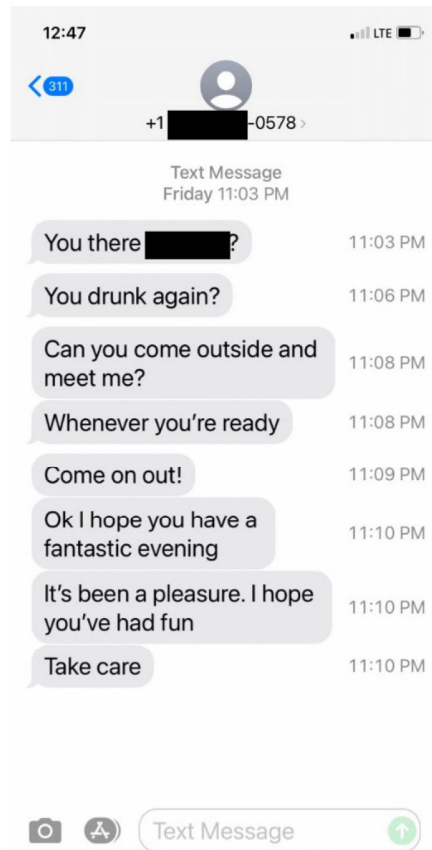 12:47
LTE
311
+1 -0578 >
Text Message
Friday 11:03 PM
You there ?
11:03 PM
You drunk again?
11:06 PM
Can you come outside and
meet me?
11:08 PM
Whenever you’re ready
11:08 PM
Come on out!
11:09 PM
Ok I hope you have a
fantastic evening
11:10 PM
It’s been a pleasure. I hope
you’ve had fun
11:10 PM
Take care
11:10 PM
Text Message